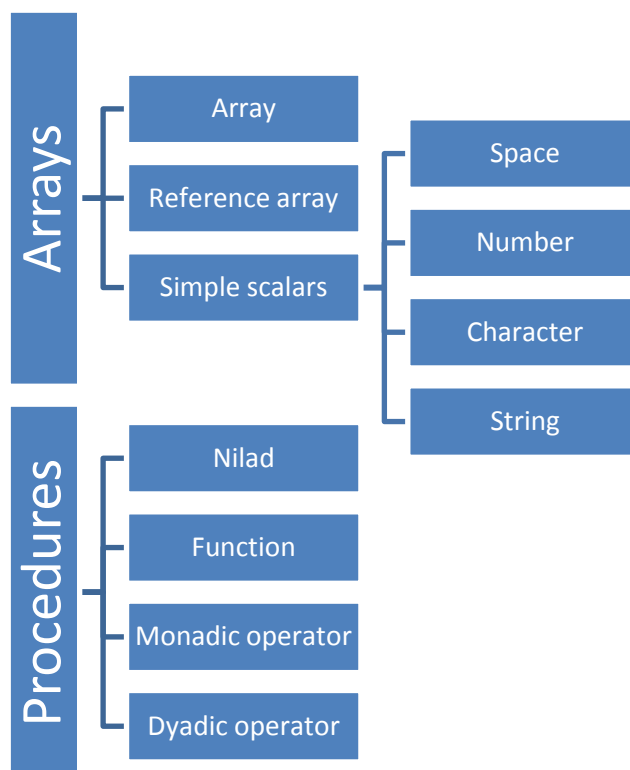 Arrays
Array
Reference array
Simple scalars
Space
Number
Character
String
Procedures
Nilad
Function
Monadic operator
Dyadic operator